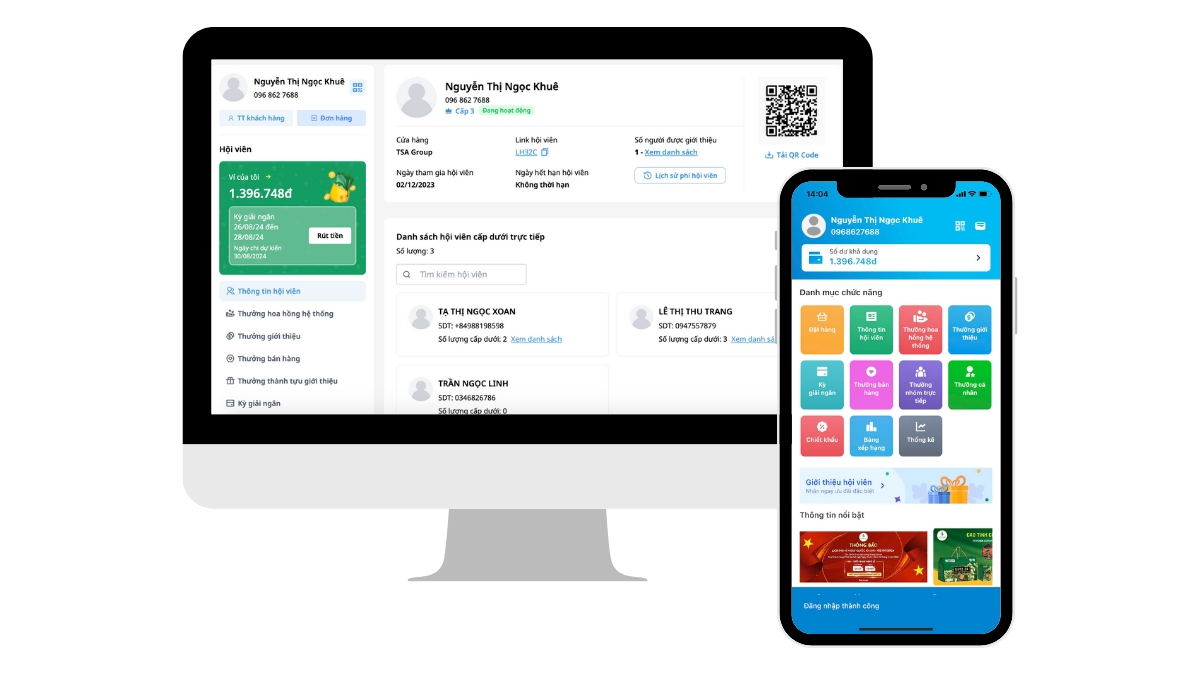 Nguyễn Thị Ngọc Khuê
096 862 7688
TT khách hàng
Đơn hàng
Hội viên
Ví của tôi
1.396.748đ
Kỳ giải ngân
26/08/24 đến
28/08/24
Ngày chi dự kiến
30/08/2024
Rút tiền
Thông tin hội viên
Thưởng hoa hồng hệ thống
Thưởng giới thiệu
Thưởng bán hàng
Thưởng thành tựu giới thiệu
Kỳ giải ngân
Nguyễn Thị Ngọc Khuê
096 862 7688
Cấp 3 Đang hoạt động
Cửa hàng
TSA Group
Link hội viên
LH32C
Số người được giới thiệu
1 - Xem danh sách
Ngày tham gia hội viên
02/12/2023
Ngày hết hạn hội viên
Không thời hạn
Lịch sử phí hội viên
Tải QR Code
Danh sách hội viên cấp dưới trực tiếp
Số lượng: 3
Tìm kiếm hội viên
TẠ THỊ NGỌC XOAN
SDT: +84988198598
Số lượng cấp dưới: 2 Xem danh sách
LÊ THỊ THU TRANG
SDT: 0947557879
Số lượng cấp dưới: 3 Xem danh sá
TRẦN NGỌC LINH
SDT: 0346826786
Số lượng cấp dưới: 0
14:04
Nguyễn Thị Ngọc Khuê
0968627688
Số dư khả dụng
1.396.748đ
Danh mục chức năng
Đặt hàng
Thông tin
hội viên
Thưởng hoa
hồng hệ
thống
Thưởng giới
thiệu
Kỳ
giải ngân
Thưởng bán
hàng
Thưởng
nhóm trực
tiếp
Thưởng cá
nhân
Chiết khấu
Bảng
xếp hạng
Thống kê
Giới thiệu hội viên
Nhận ngay ưu đãi đặc biệt
Thông tin nổi bật
THÔNG BÁO
Đăng nhập thành công